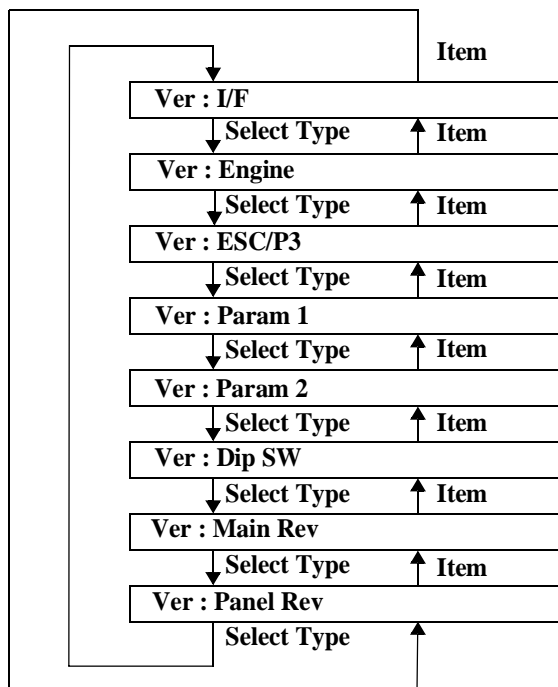 Item
Ver : I/F
Select Type Item
Ver : Engine
Select Type Item
Ver : ESC/P3
Select Type Item
Ver : Param 1
Select Type Item
Ver : Param 2
Select Type Item
Ver : Dip SW
Select Type Item
Ver : Main Rev
Select Type Item
Ver : Panel Rev
Select Type